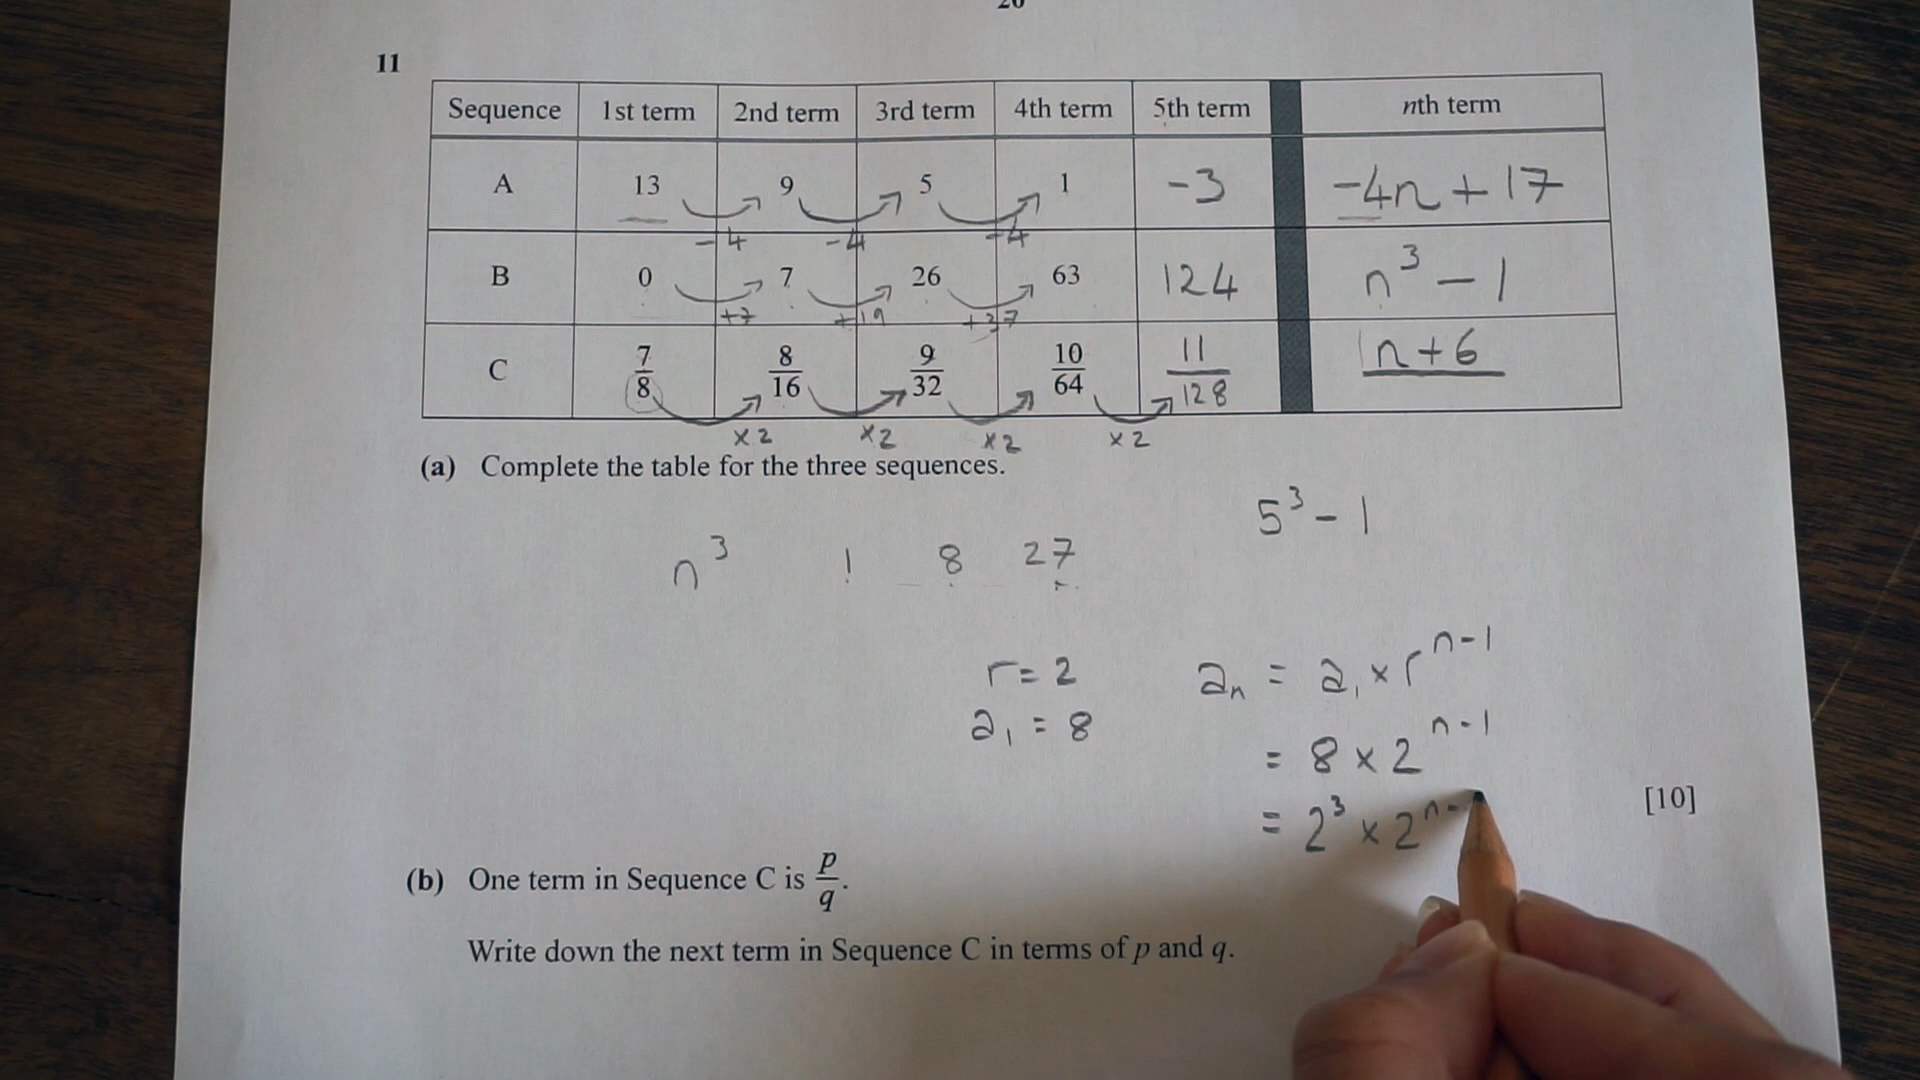 11
Sequence 1st term 2nd term 3rd term 4th term 5th term nth term
A 13 9 5 1 -3 -4n + 17
-4 -4 -4
B 0 7 26 63 124 n³ - 1
+7 +19 +37
C 7/8 8/16 9/32 10/64 11/128 n+6
×2 ×2 ×2 ×2
(a) Complete the table for the three sequences.
5³ - 1
n³ 1 8 27
r = 2
a₁ = 8
aₙ = a₁ × rⁿ⁻¹
= 8 × 2ⁿ⁻¹
= 2³ × 2ⁿ⁻
[10]
(b) One term in Sequence C is p/q.
Write down the next term in Sequence C in terms of p and q.